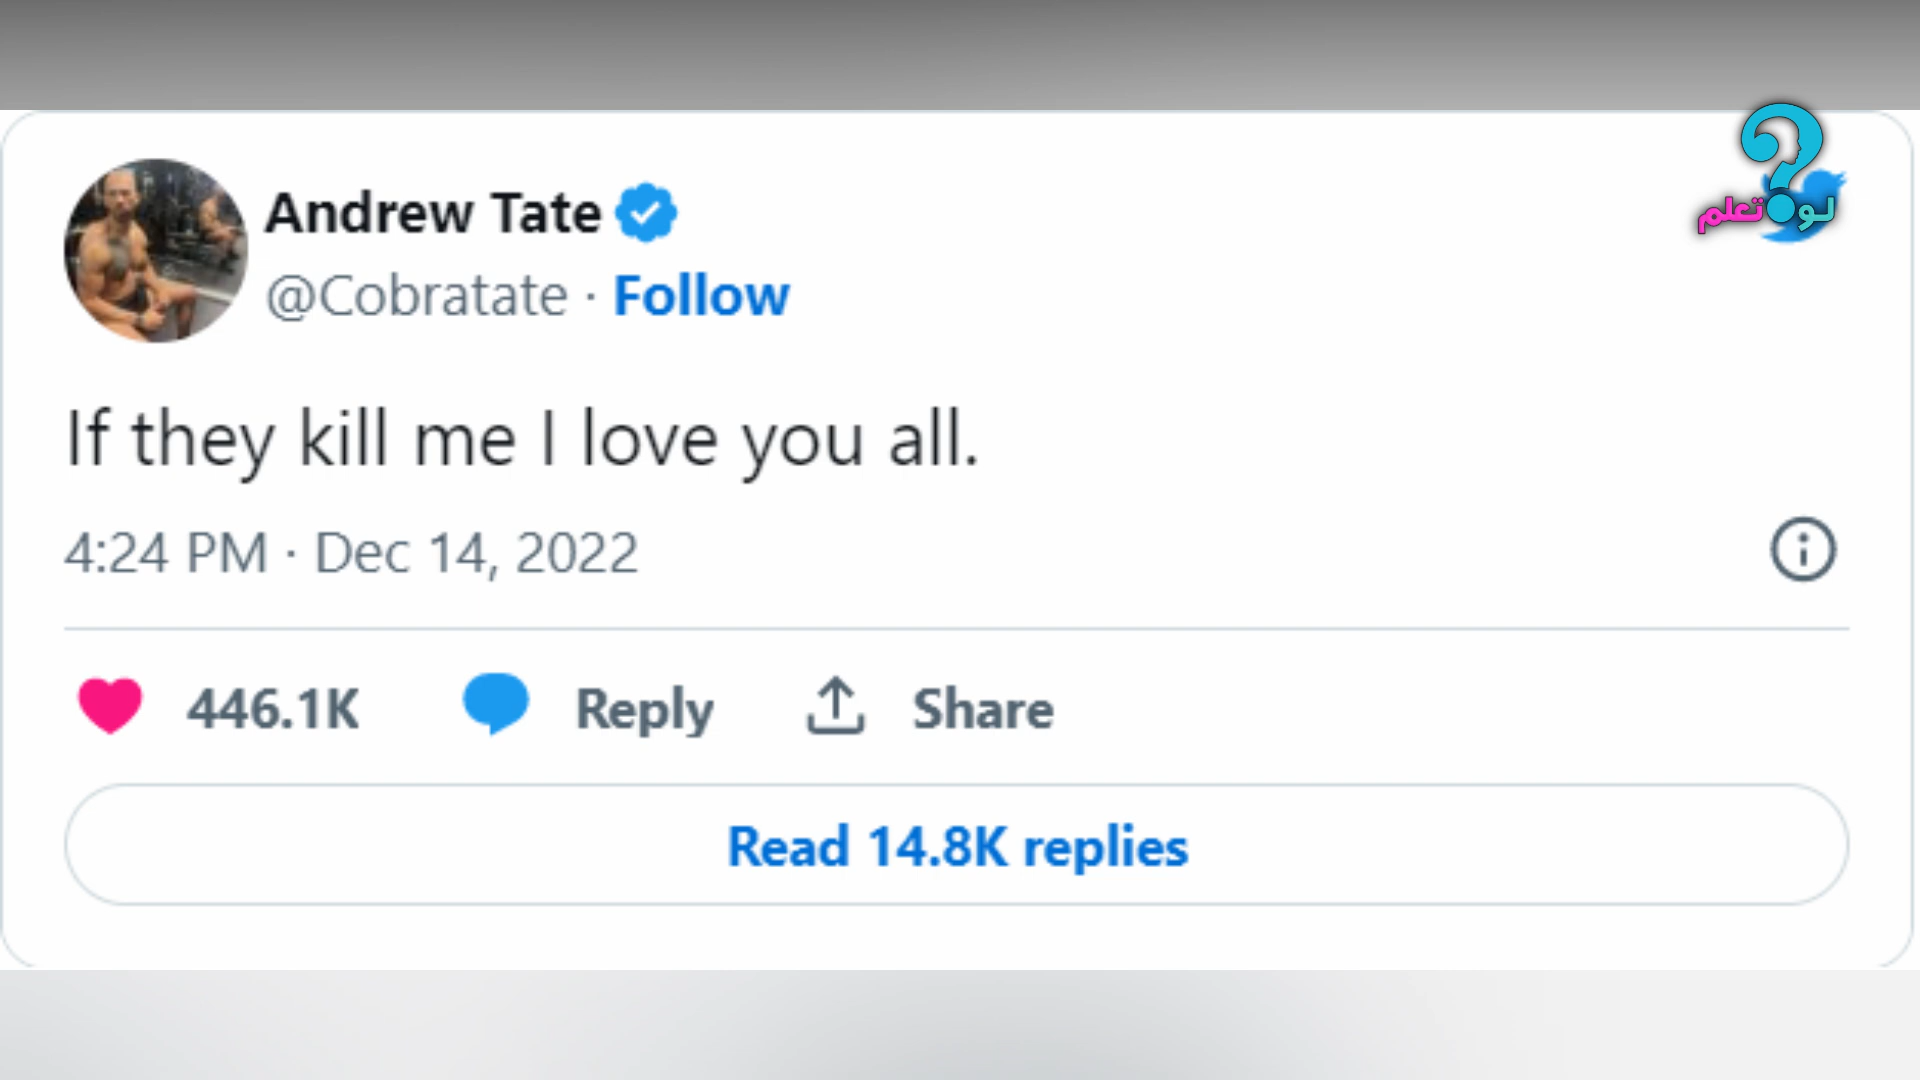 لو تعلم
Andrew Tate
@Cobratate · Follow
If they kill me I love you all.
4:24 PM · Dec 14, 2022
446.1K Reply Share
Read 14.8K replies